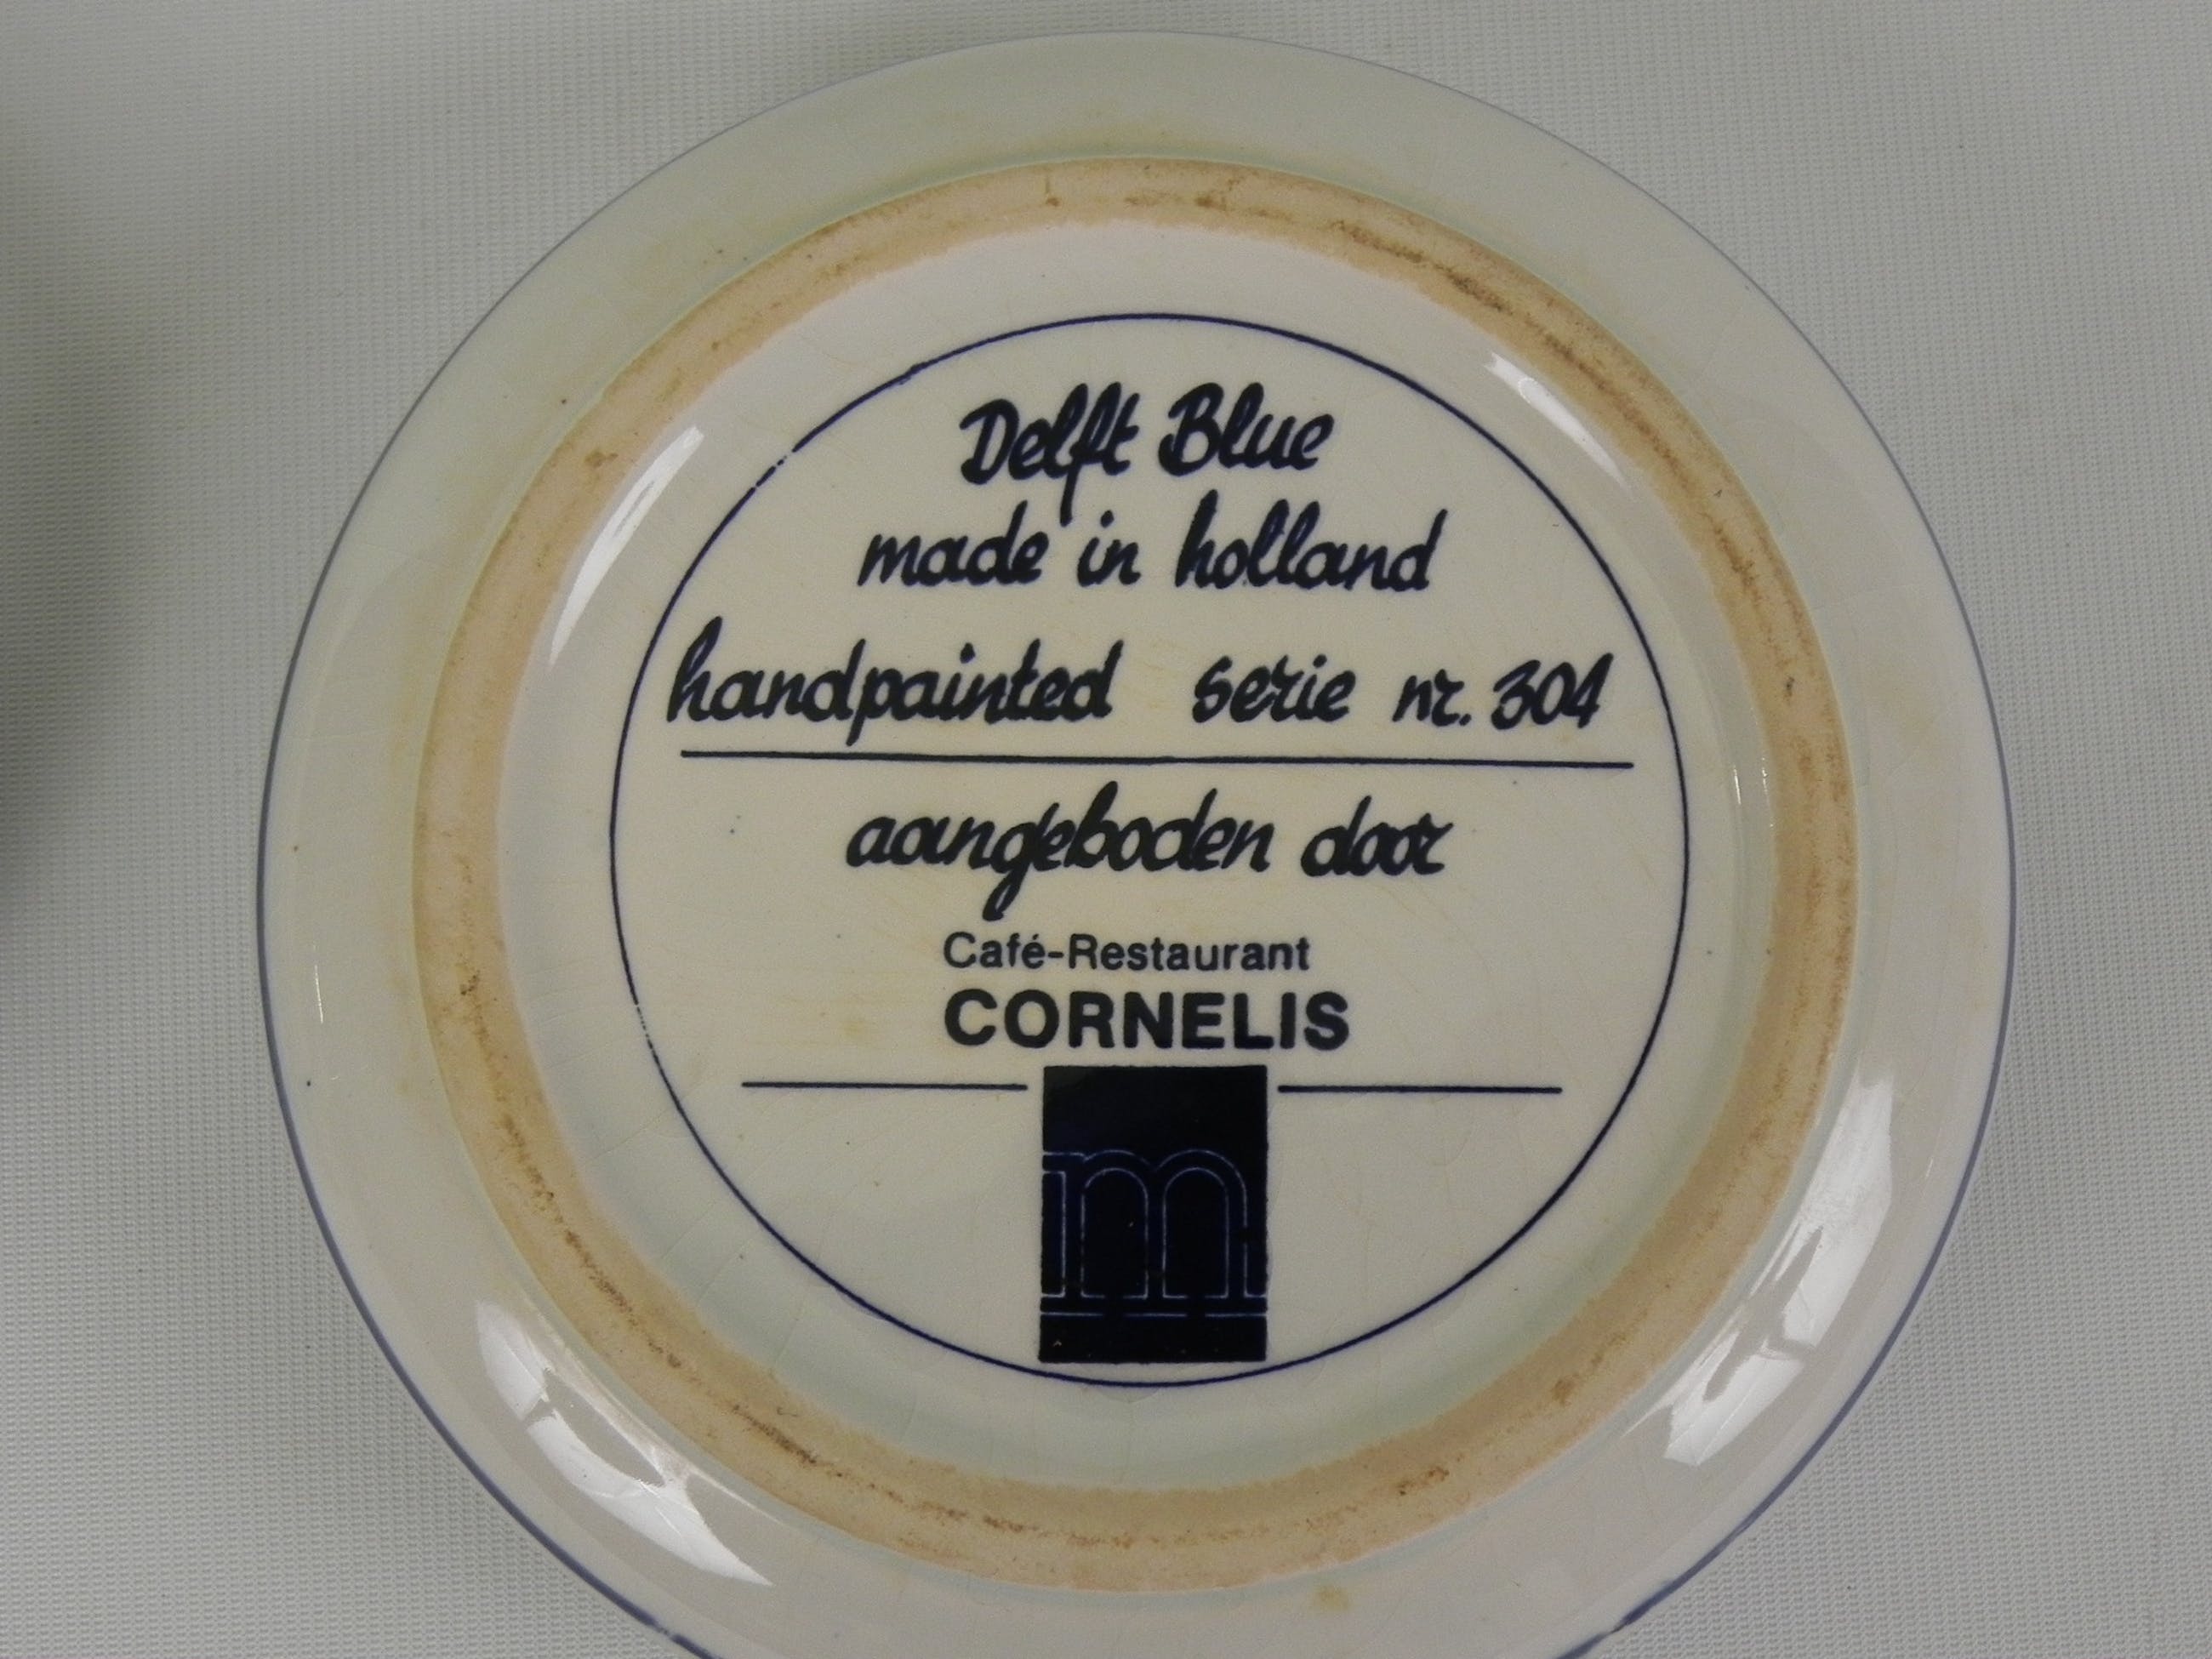 Delft Blue
made in holland
handpainted serie nr. 304
aangeboden door
Café-Restaurant
CORNELIS
m